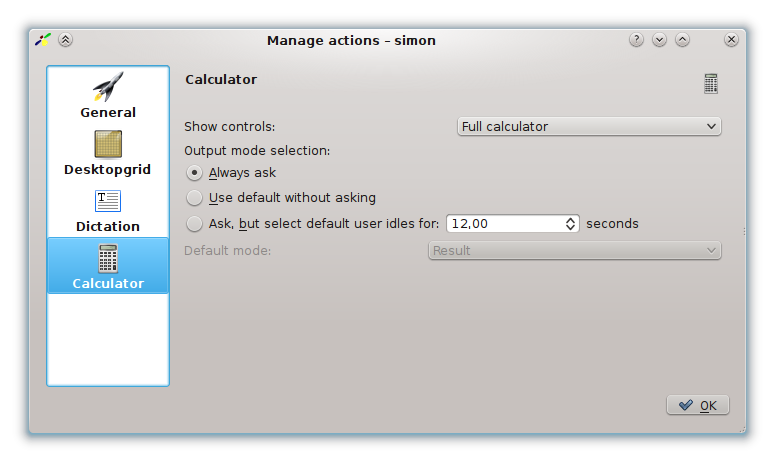 Manage actions – simon
General
Desktopgrid
Dictation
Calculator
Calculator
Show controls: Full calculator
Output mode selection:
Always ask
Use default without asking
Ask, but select default user idles for: 12,00 seconds
Default mode: Result
OK